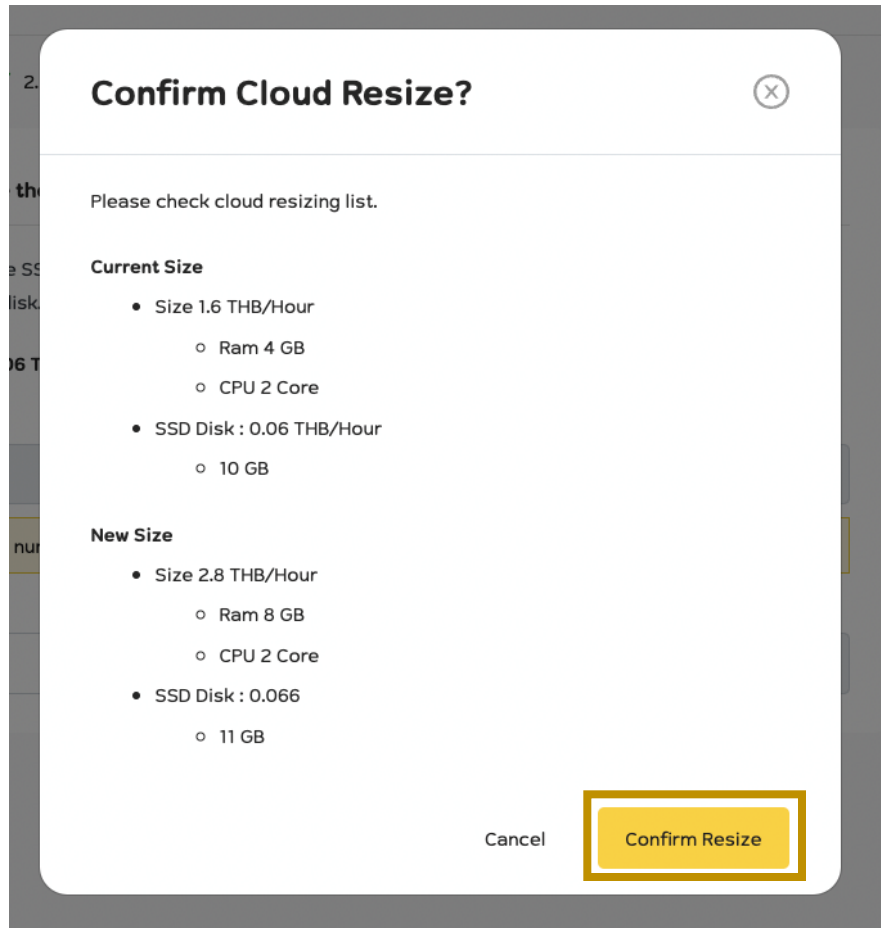 2.
Confirm Cloud Resize?
Please check cloud resizing list.
Current Size
Size 1.6 THB/Hour
Ram 4 GB
CPU 2 Core
SSD Disk : 0.06 THB/Hour
10 GB
New Size
Size 2.8 THB/Hour
Ram 8 GB
CPU 2 Core
SSD Disk : 0.066
11 GB
Cancel
Confirm Resize